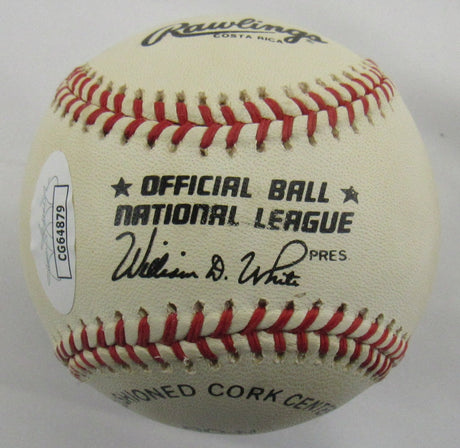 Rawlings
COSTA RICA
★ OFFICIAL BALL ★
NATIONAL LEAGUE
William D. White PRES.
CG64879
CORK